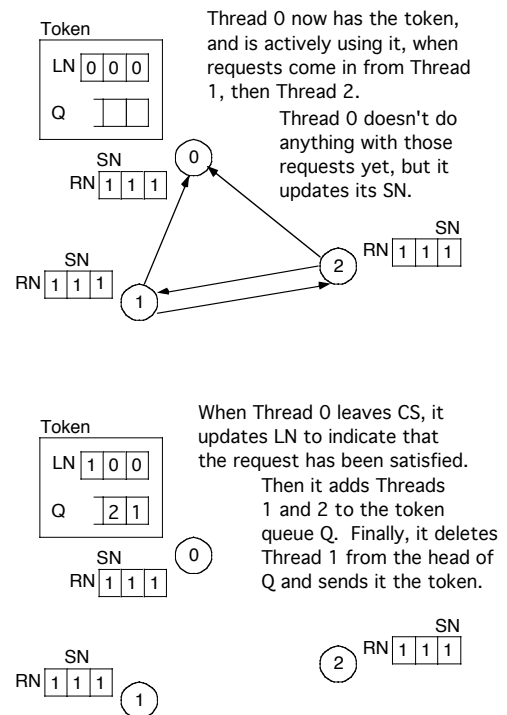 Token
LN 0 0 0
Q
Thread 0 now has the token,
and is actively using it, when
requests come in from Thread
1, then Thread 2.
Thread 0 doesn't do
anything with those
requests yet, but it
updates its SN.
SN
RN 1 1 1
0
SN
RN 1 1 1
2
SN
RN 1 1 1
1
Token
LN 1 0 0
Q 2 1
When Thread 0 leaves CS, it
updates LN to indicate that
the request has been satisfied.
Then it adds Threads
1 and 2 to the token
queue Q. Finally, it deletes
Thread 1 from the head of
Q and sends it the token.
SN
RN 1 1 1
0
SN
RN 1 1 1
2
SN
RN 1 1 1
1